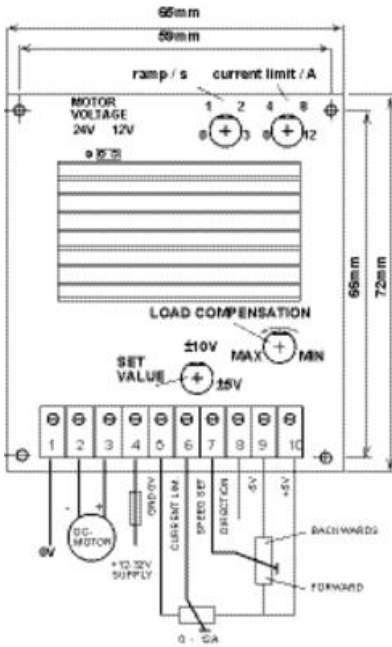 65mm
59mm
ramp / s current limit / A
MOTOR
VOLTAGE
24V 12V
1 2
0 3
4 8
0 12
66mm
72mm
LOAD COMPENSATION
MAX MIN
±10V
SET
VALUE
±5V
1 2 3 4 5 6 7 8 9 10
0V
- +
DC-
MOTOR
+12-32V
SUPPLY
GND 0V
CURRENT LIM.
SPEED SET
DIRECTION
-5V
+5V
BACKWARDS
FORWARD